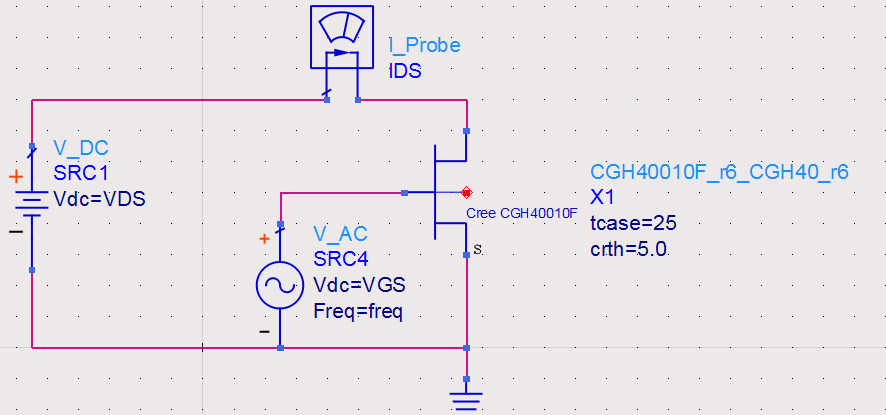 I_Probe
IDS
V_DC
SRC1
Vdc=VDS
+
−
V_AC
SRC4
Vdc=VGS
Freq=freq
+
−
Cree CGH40010F
S
CGH40010F_r6_CGH40_r6
X1
tcase=25
crth=5.0